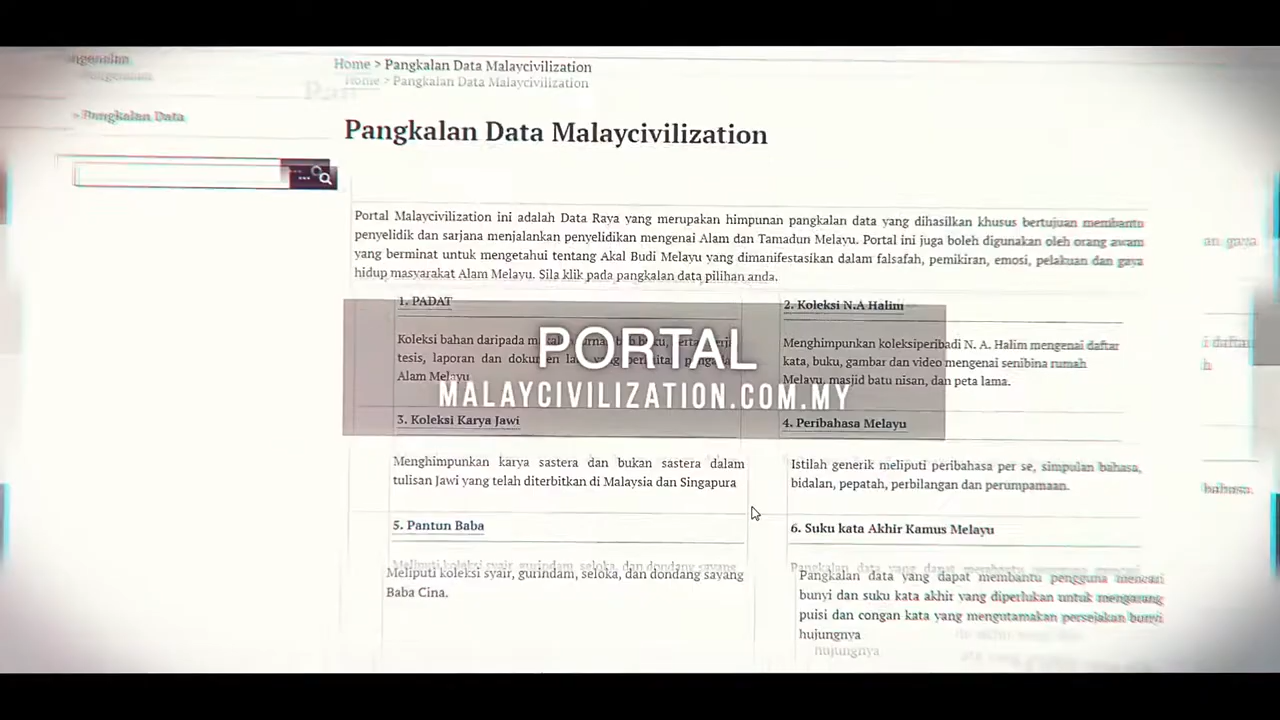 Home > Pangkalan Data Malaycivilization
Home > Pangkalan Data Malaycivilization
» Pangkalan Data
Pangkalan Data Malaycivilization
Portal Malaycivilization ini adalah Data Raya yang merupakan himpunan pangkalan data yang dihasilkan khusus bertujuan membantu
penyelidik dan sarjana menjalankan penyelidikan mengenai Alam dan Tamadun Melayu. Portal ini juga boleh digunakan oleh orang awam
yang berminat untuk mengetahui tentang Akal Budi Melayu yang dimanifestasikan dalam falsafah, pemikiran, emosi, pelakuan dan gaya
hidup masyarakat Alam Melayu. Sila klik pada pangkalan data pilihan anda.
1. PADAT
Koleksi bahan daripada
tesis, laporan dan
Alam Melayu
2. Koleksi N.A Halim
Menghimpunkan koleksiperibadi N. A. Halim mengenai daftar
kata, buku, gambar dan video mengenai senibina rumah
Melayu, masjid batu nisan, dan peta lama.
PORTAL
MALAYCIVILIZATION.COM.MY
3. Koleksi Karya Jawi
Menghimpunkan karya sastera dan bukan sastera dalam
tulisan Jawi yang telah diterbitkan di Malaysia dan Singapura
4. Peribahasa Melayu
Istilah generik meliputi peribahasa per se, simpulan bahasa,
bidalan, pepatah, perbilangan dan perumpamaan.
5. Pantun Baba
Meliputi koleksi syair, gurindam, seloka, dan dondang sayang
Baba Cina.
6. Suku kata Akhir Kamus Melayu
Pangkalan data yang dapat membantu pengguna mencari
bunyi dan suku kata akhir yang diperlukan untuk mengarang
puisi dan congan kata yang mengutamakan persejakan bunyi
hujungnya
hujungnya